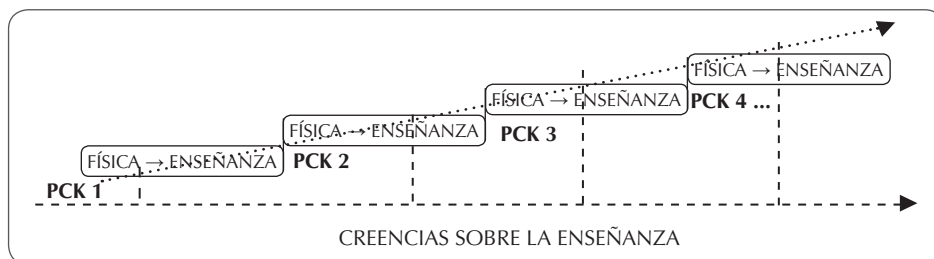 FÍSICA → ENSEÑANZA
PCK 4 ...
FÍSICA → ENSEÑANZA
PCK 3
FÍSICA → ENSEÑANZA
PCK 2
FÍSICA → ENSEÑANZA
PCK 1
CREENCIAS SOBRE LA ENSEÑANZA